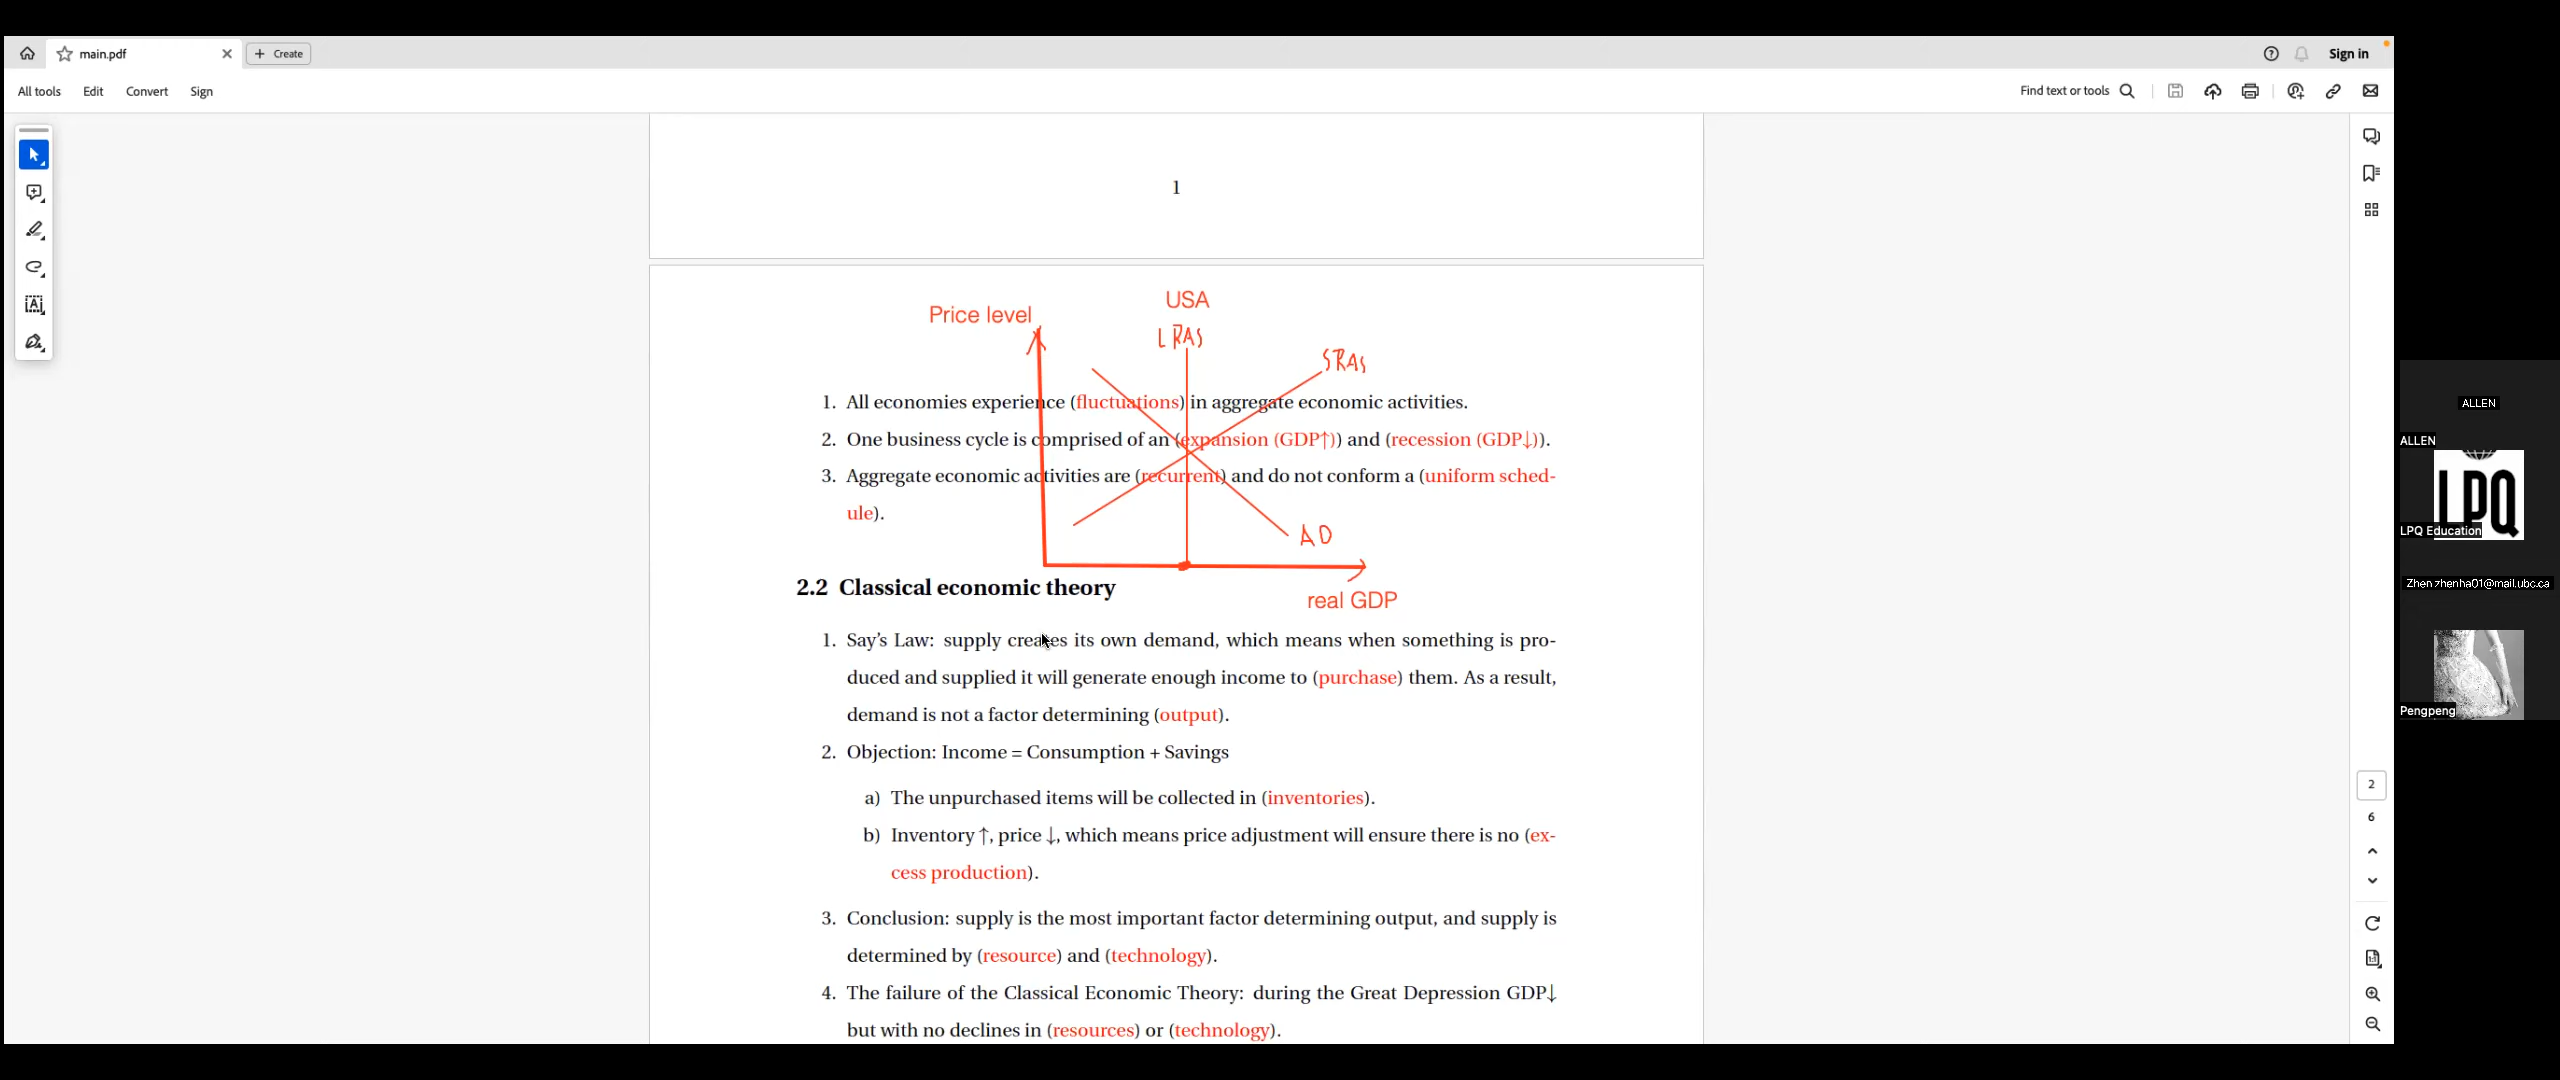 main.pdf
Create
Sign in
All tools
Edit
Convert
Sign
Find text or tools
1
USA
Price level
LRAS
SRAS
1. All economies experience (fluctuations) in aggregate economic activities.
2. One business cycle is comprised of an (expansion (GDP↑)) and (recession (GDP↓)).
3. Aggregate economic activities are (recurrent) and do not conform a (uniform sched-
ule).
AD
2.2 Classical economic theory
real GDP
1. Say's Law: supply creates its own demand, which means when something is pro-
duced and supplied it will generate enough income to (purchase) them. As a result,
demand is not a factor determining (output).
2. Objection: Income = Consumption + Savings
a) The unpurchased items will be collected in (inventories).
b) Inventory ↑, price ↓, which means price adjustment will ensure there is no (ex-
cess production).
3. Conclusion: supply is the most important factor determining output, and supply is
determined by (resource) and (technology).
4. The failure of the Classical Economic Theory: during the Great Depression GDP↓
but with no declines in (resources) or (technology).
2
6
ALLEN
ALLEN
LPQ
LPQ Education
Zhen zhenha01@mail.ubc.ca
Pengpeng